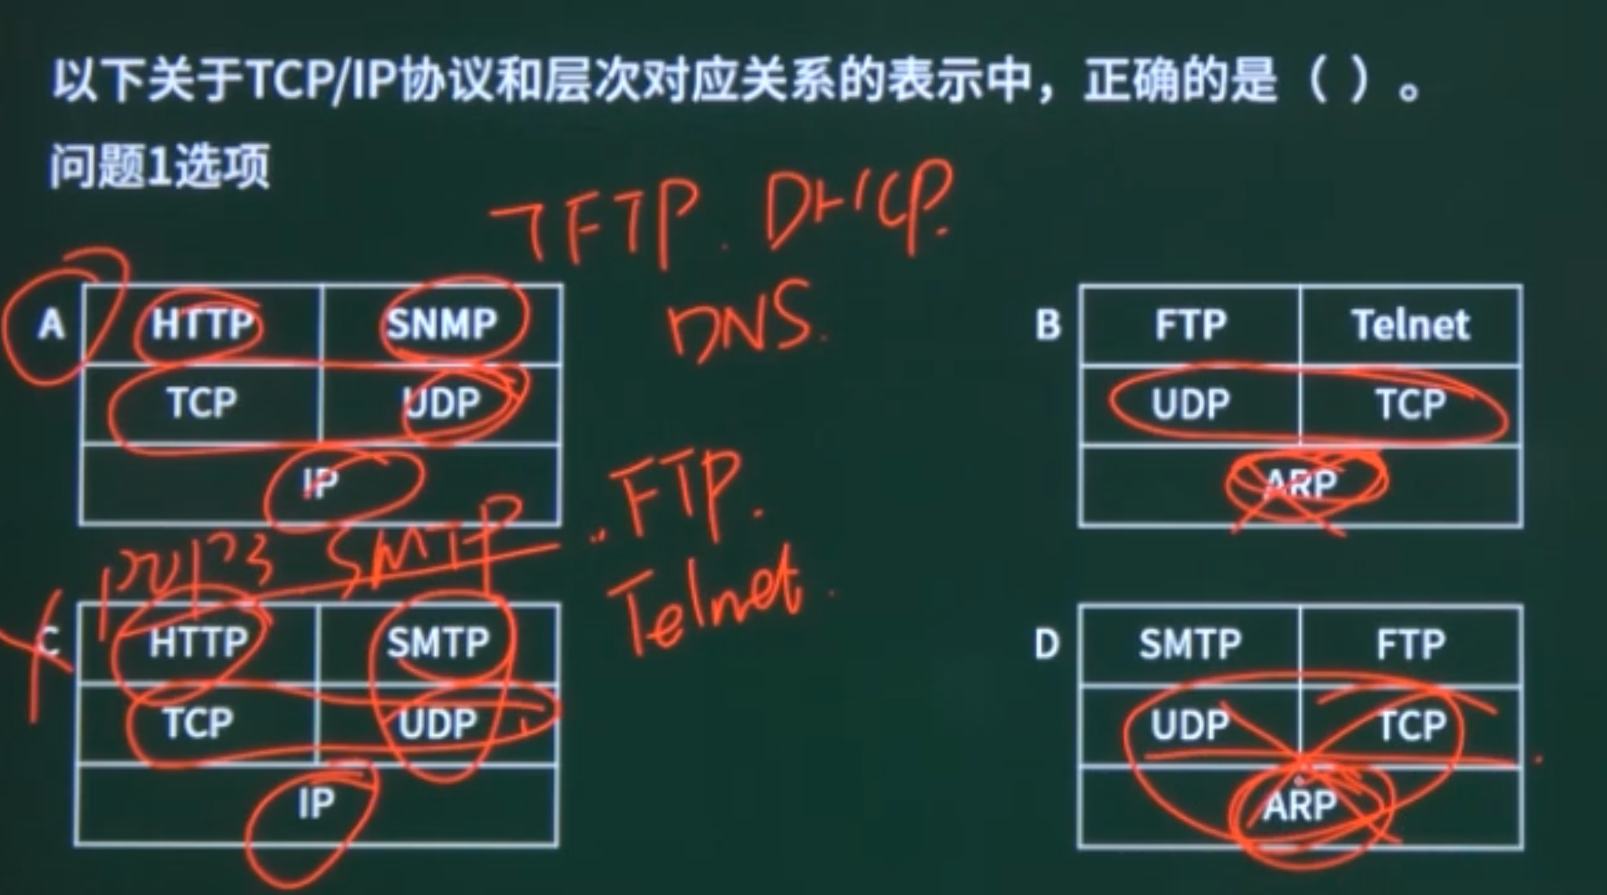 以下关于TCP/IP协议和层次对应关系的表示中，正确的是（ ）。
问题1选项
TFTP. DHCP.
DNS.
A
HTTP SNMP
TCP UDP
IP
B
FTP Telnet
UDP TCP
ARP
SMTP
FTP.
Telnet.
C
HTTP SMTP
TCP UDP
IP
D
SMTP FTP
UDP TCP
ARP